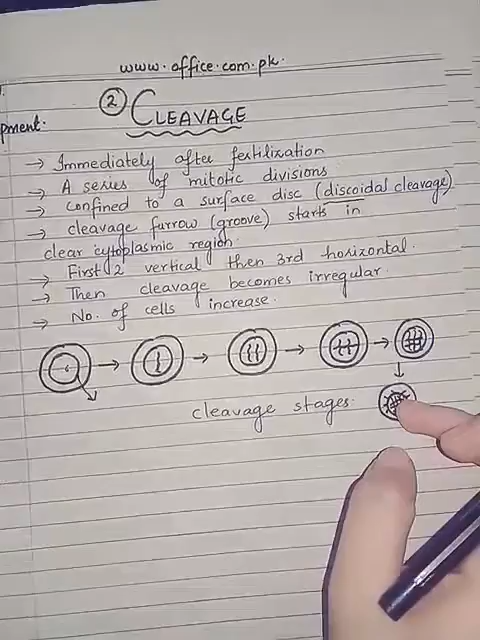 www.office.com.pk.
pment.
② CLEAVAGE
→ Immediately after fertilization
→ A series of mitotic divisions
→ Confined to a surface disc (discoidal cleavage)
→ cleavage furrow (groove) starts in
clear cytoplasmic region.
→ First 2 vertical then 3rd horizontal.
→ Then cleavage becomes irregular.
→ No. of cells increase.
cleavage stages.